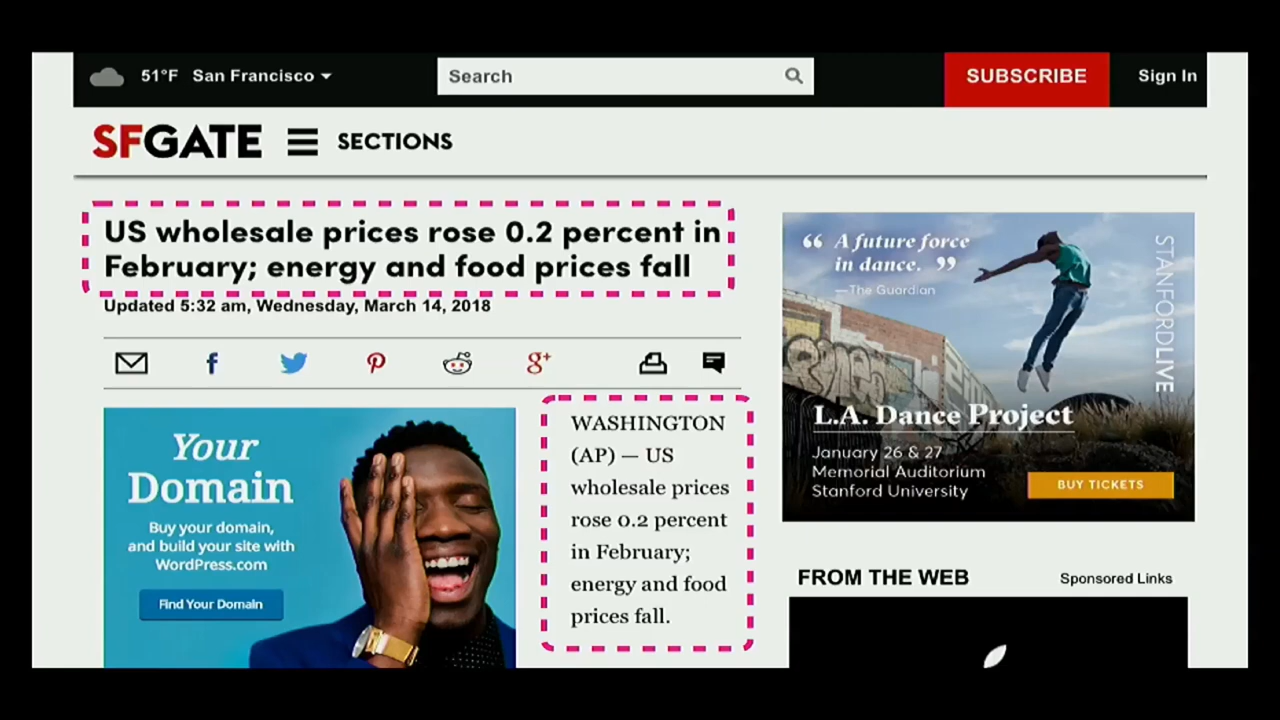 51°F San Francisco
Search
SUBSCRIBE
Sign In
SFGATE
SECTIONS
US wholesale prices rose 0.2 percent in
February; energy and food prices fall
Updated 5:32 am, Wednesday, March 14, 2018
f
g+
Your
Domain
Buy your domain,
and build your site with
WordPress.com
Find Your Domain
WASHINGTON
(AP) — US
wholesale prices
rose 0.2 percent
in February;
energy and food
prices fall.
“ A future force
in dance. ”
—The Guardian
STANFORDLIVE
L.A. Dance Project
January 26 & 27
Memorial Auditorium
Stanford University
BUY TICKETS
FROM THE WEB
Sponsored Links